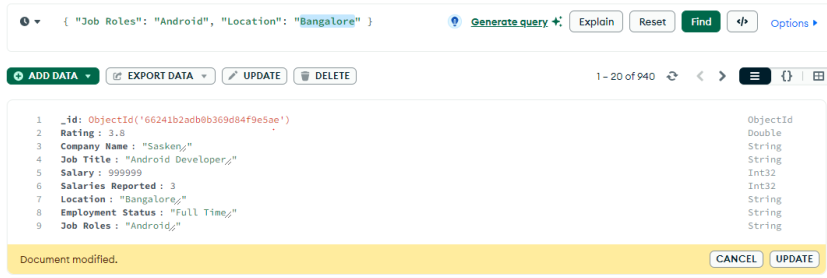 { "Job Roles": "Android", "Location": "Bangalore" } Generate query Explain Reset Find </> Options
ADD DATA EXPORT DATA UPDATE DELETE 1 – 20 of 940 {}
1 _id: ObjectId('66241b2adb0b369d84f9e5ae') ObjectId
2 Rating : 3.8 Double
3 Company Name : "Sasken" String
4 Job Title : "Android Developer" String
5 Salary : 999999 Int32
6 Salaries Reported : 3 Int32
7 Location : "Bangalore" String
8 Employment Status : "Full Time" String
9 Job Roles : "Android" String
Document modified. CANCEL UPDATE